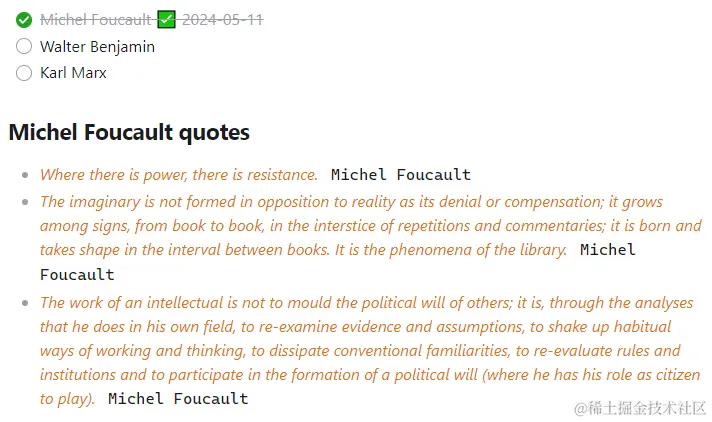 Michel Foucault ✅ 2024-05-11
Walter Benjamin
Karl Marx
Michel Foucault quotes
Where there is power, there is resistance. Michel Foucault
The imaginary is not formed in opposition to reality as its denial or compensation; it grows
among signs, from book to book, in the interstice of repetitions and commentaries; it is born and
takes shape in the interval between books. It is the phenomena of the library. Michel
Foucault
The work of an intellectual is not to mould the political will of others; it is, through the analyses
that he does in his own field, to re-examine evidence and assumptions, to shake up habitual
ways of working and thinking, to dissipate conventional familiarities, to re-evaluate rules and
institutions and to participate in the formation of a political will (where he has his role as citizen
to play). Michel Foucault
@稀土掘金技术社区